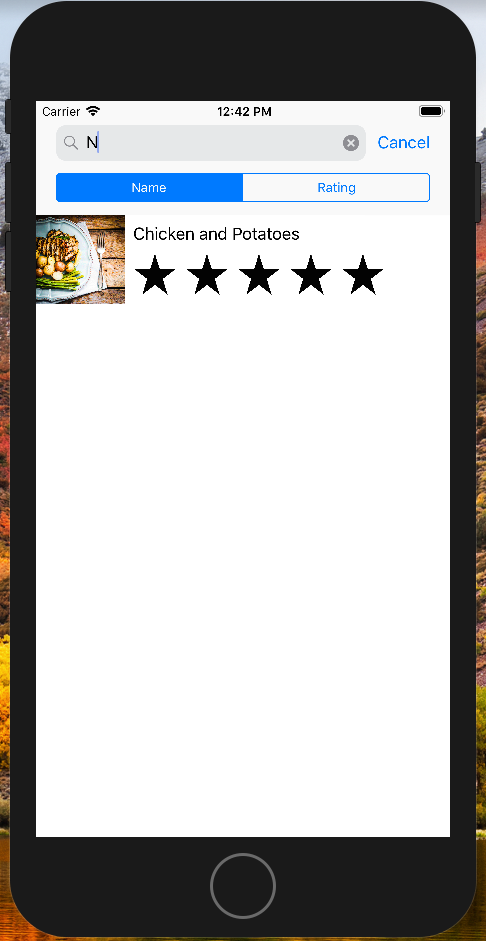 Carrier 12:42 PM
N Cancel
Name Rating
Chicken and Potatoes